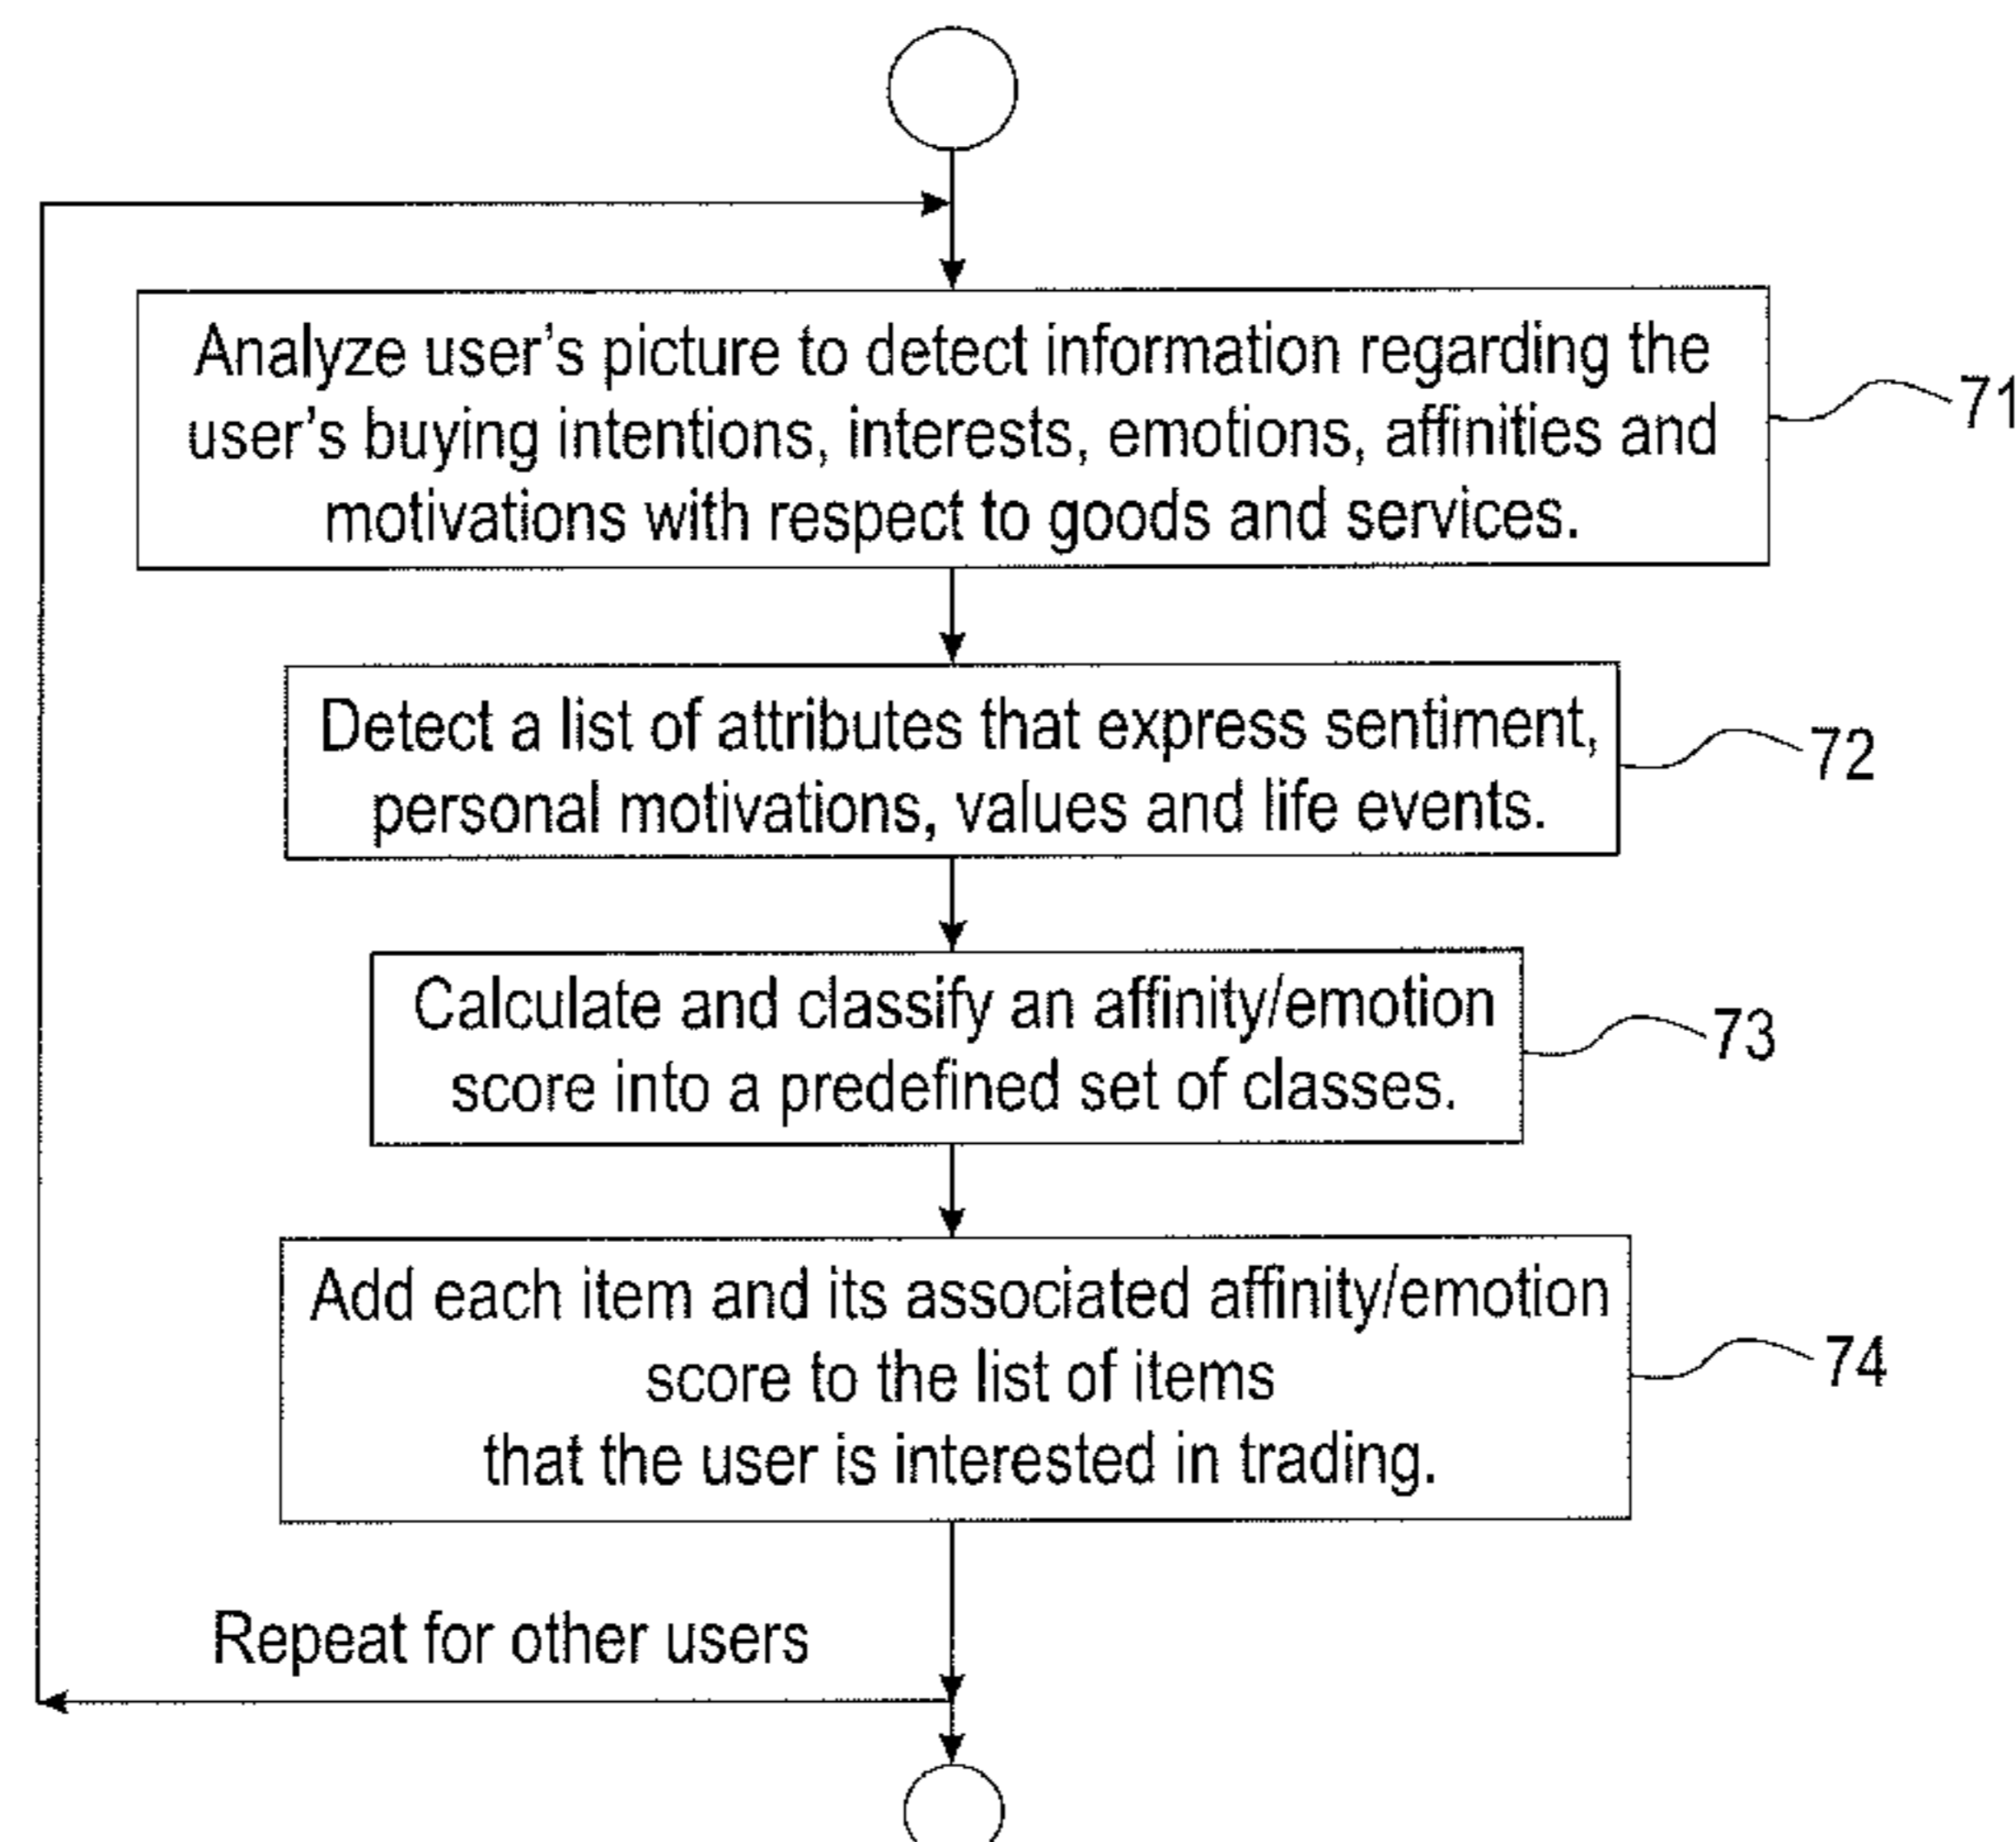 Analyze user's picture to detect information regarding the
user's buying intentions, interests, emotions, affinities and
motivations with respect to goods and services.
71
Detect a list of attributes that express sentiment,
personal motivations, values and life events.
72
Calculate and classify an affinity/emotion
score into a predefined set of classes.
73
Add each item and its associated affinity/emotion
score to the list of items
that the user is interested in trading.
74
Repeat for other users